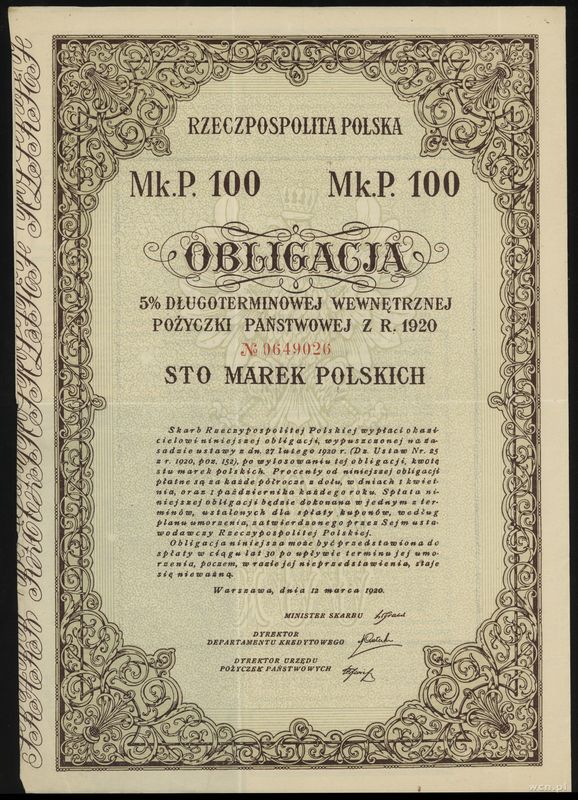 RZECZPOSPOLITA POLSKA
Mk.P. 100 Mk.P. 100
OBLIGACJA
5% DŁUGOTERMINOWEJ WEWNĘTRZNEJ
POŻYCZKI PAŃSTWOWEJ Z R. 1920
№ 0649026
STO MAREK POLSKICH
Skarb Rzeczypospolitej Polskiej wypłaci okazi-
cielowi niniejszej obligacji, wypuszczonej na za-
sadzie ustawy z dn. 27 lutego 1920 r. (Dz. Ustaw Nr. 25
z r. 1920, poz. 152), po wylosowaniu tej obligacji, kwotę
stu marek polskich. Procenty od niniejszej obligacji
płatne są za każde półrocze z dołu, w dniach 1 kwiet-
nia, oraz 1 października każdego roku. Spłata ni-
niejszej obligacji będzie dokonana w jednym z ter-
minów, ustalonych dla spłaty kuponów, według
planu umorzenia, zatwierdzonego przez Sejm usta-
wodawczy Rzeczypospolitej Polskiej.
Obligacja niniejsza może być przedstawiona do
spłaty w ciągu lat 30 po upływie terminu jej umo-
rzenia, poczem, w razie jej nieprzedstawienia, staje
się nieważną.
Warszawa, dnia 12 marca 1920.
MINISTER SKARBU
DYREKTOR
DEPARTAMENTU KREDYTOWEGO
DYREKTOR URZĘDU
POŻYCZEK PAŃSTWOWYCH
wcn.pl